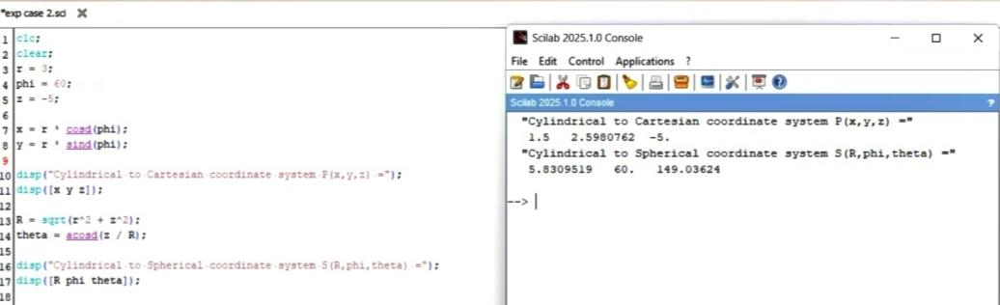 *exp case 2.sci
1 clc;
2 clear;
3 r = 3;
4 phi = 60;
5 z = -5;
6
7 x = r * cosd(phi);
8 y = r * sind(phi);
9
10 disp("Cylindrical to Cartesian coordinate system P(x,y,z) =");
11 disp([x y z]);
12
13 R = sqrt(r^2 + z^2);
14 theta = acosd(z / R);
15
16 disp("Cylindrical to Spherical coordinate system S(R,phi,theta) =");
17 disp([R phi theta]);
18
Scilab 2025.1.0 Console
File Edit Control Applications ?
Scilab 2025.1.0 Console ?
"Cylindrical to Cartesian coordinate system P(x,y,z) ="
1.5 2.5980762 -5.
"Cylindrical to Spherical coordinate system S(R,phi,theta) ="
5.8309519 60. 149.03624
-->